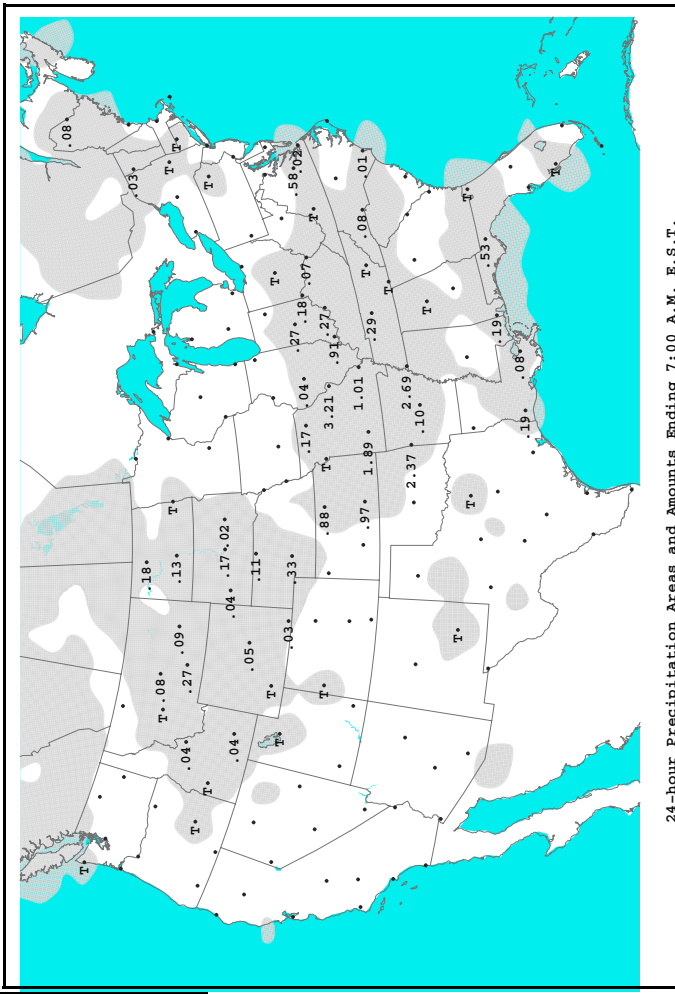 .08
T
.03
.18
T .08
.13 T T T
.09
.04 .27
T
T T
.17 .02
.04
.04
.05
.11
T T
T
.03
.33 .27 .58 .02
.04 .18
.17 .07
T
T .88 T 3.21 .27
.91
.97 1.89 1.01 T .08 .01
.29
T
2.37 2.69
.10 T
T
T T
.53
.19
.08
.19
T
24-hour Precipitation Areas and Amounts Ending 7:00 A.M. E.S.T.